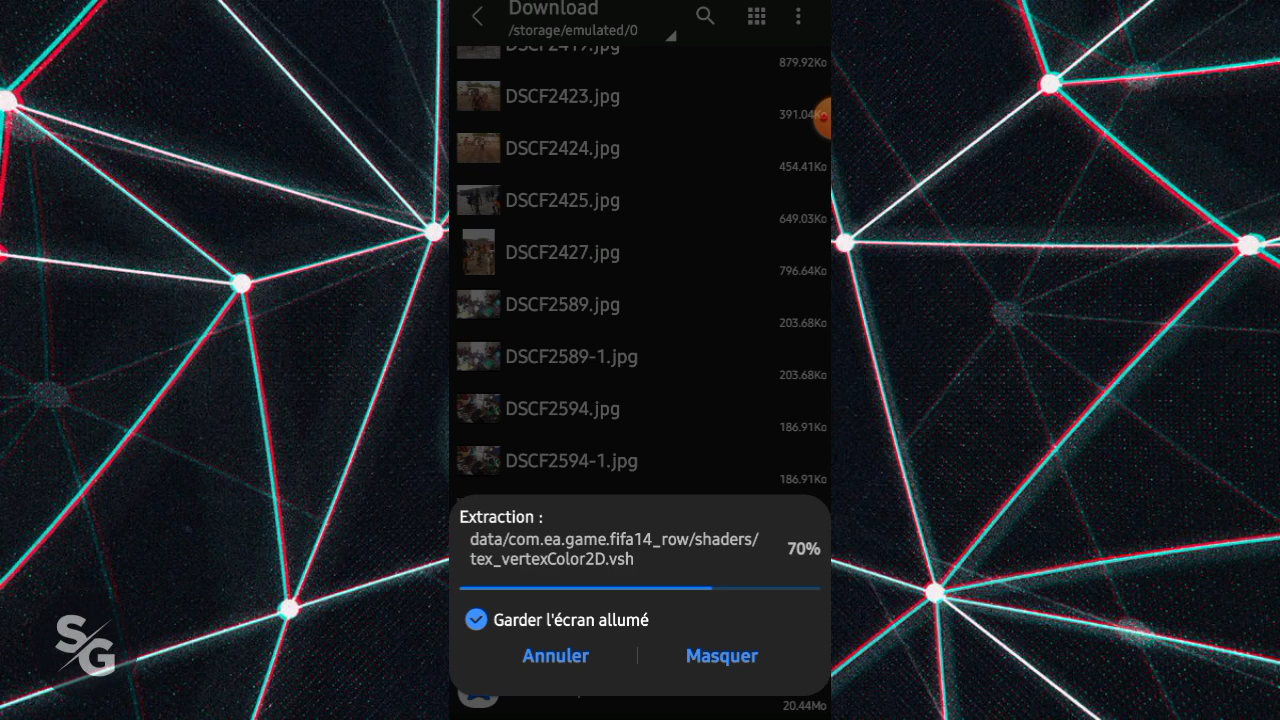 Download
/storage/emulated/0
DSCF2419.jpg
879.92Ko
DSCF2423.jpg
391.04Ko
DSCF2424.jpg
454.41Ko
DSCF2425.jpg
649.03Ko
DSCF2427.jpg
796.64Ko
DSCF2589.jpg
203.68Ko
DSCF2589-1.jpg
203.68Ko
DSCF2594.jpg
186.91Ko
DSCF2594-1.jpg
186.91Ko
Extraction :
data/com.ea.game.fifa14_row/shaders/
tex_vertexColor2D.vsh
70%
Garder l'écran allumé
Annuler
Masquer
20.44Mo
SG